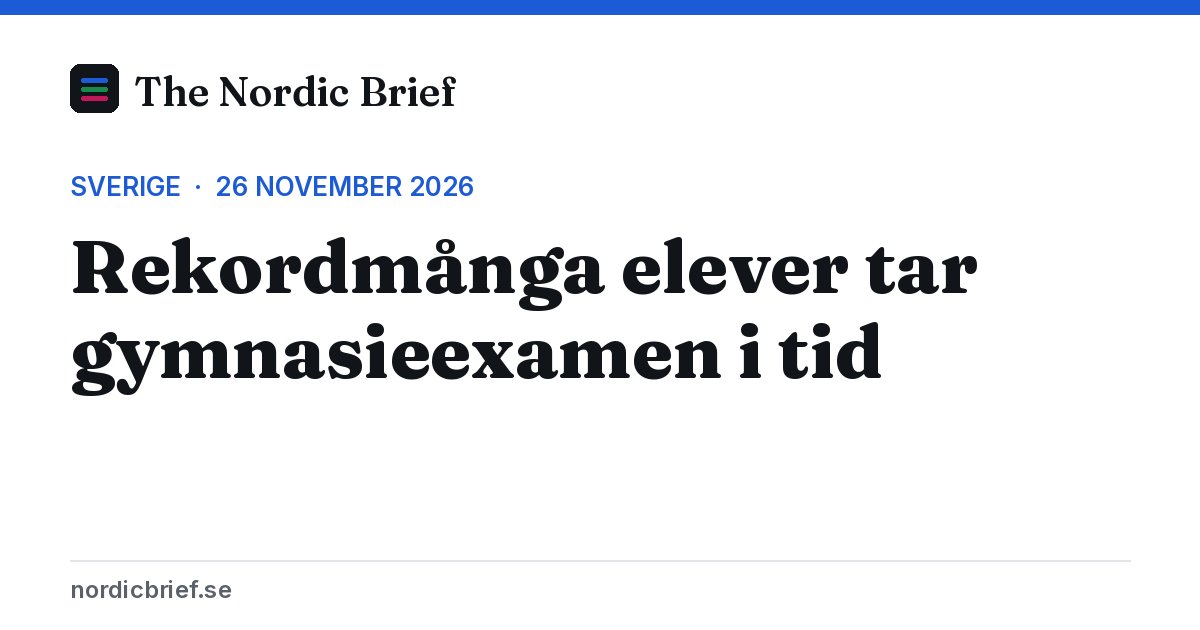 The Nordic Brief
SVERIGE · 26 NOVEMBER 2026
Rekordmånga elever tar
gymnasieexamen i tid
nordicbrief.se